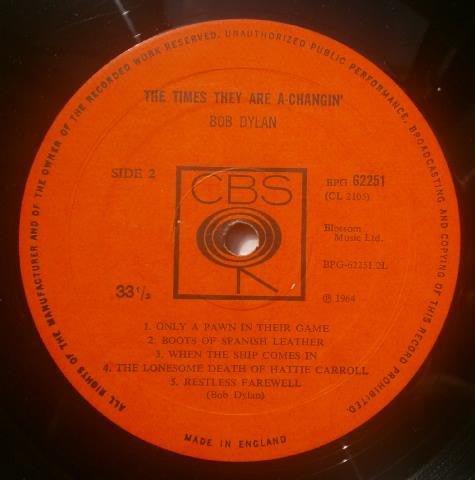 ALL RIGHTS OF THE MANUFACTURER AND OF THE OWNER OF THE RECORDED WORK RESERVED. UNAUTHORIZED PUBLIC PERFORMANCE, BROADCASTING AND COPYING OF THIS RECORD PROHIBITED.
THE TIMES THEY ARE A-CHANGIN'
BOB DYLAN
SIDE 2
CBS
BPG 62251
(CL 2105)
Blossom
Music Ltd.
BPG-62251.2L
33 1/3
℗ 1964
1. ONLY A PAWN IN THEIR GAME
2. BOOTS OF SPANISH LEATHER
3. WHEN THE SHIP COMES IN
4. THE LONESOME DEATH OF HATTIE CARROLL
5. RESTLESS FAREWELL
(Bob Dylan)
MADE IN ENGLAND